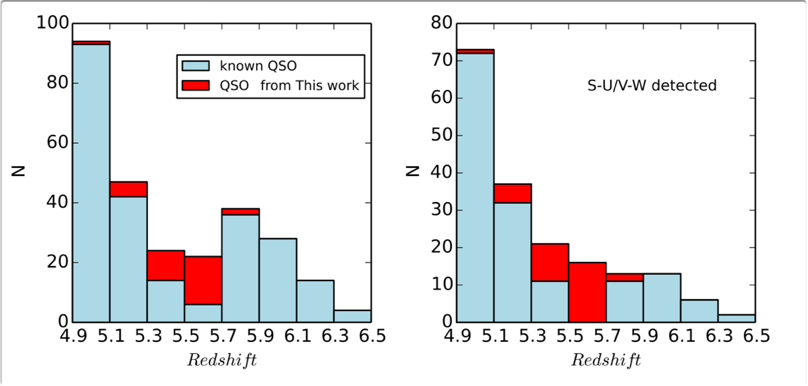 100
80
60
40
20
0
N
known QSO
QSO from This work
4.9 5.1 5.3 5.5 5.7 5.9 6.1 6.3 6.5
Redshift
80
70
60
50
40
30
20
10
0
N
S-U/V-W detected
4.9 5.1 5.3 5.5 5.7 5.9 6.1 6.3 6.5
Redshift